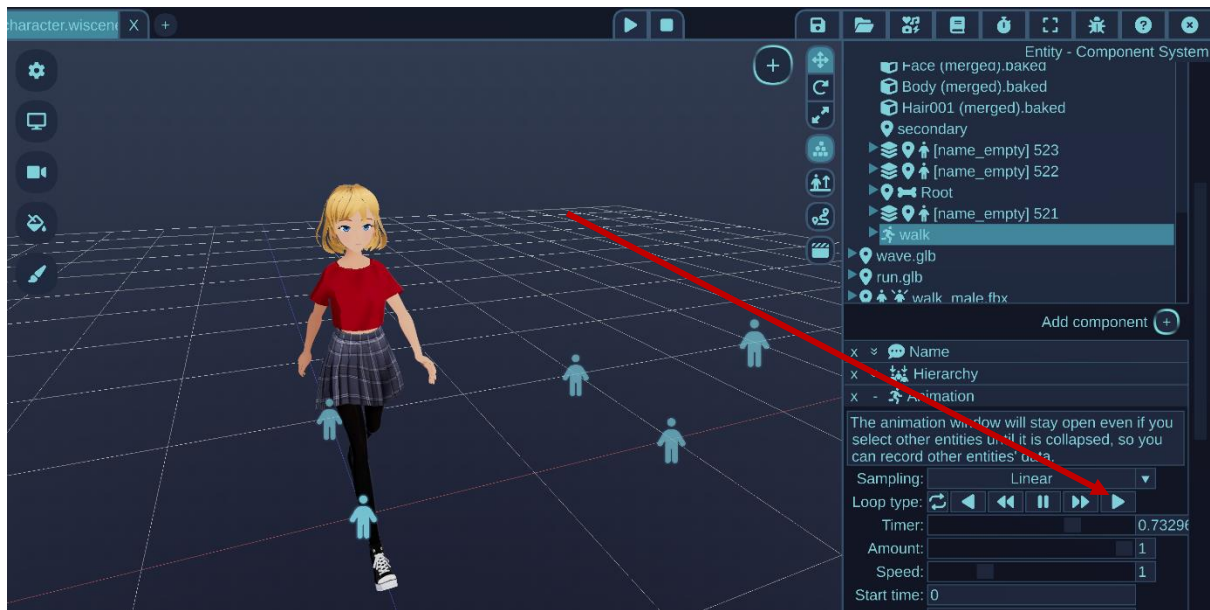 character.wiscene X +
Entity - Component System
Face (merged).baked
Body (merged).baked
Hair001 (merged).baked
secondary
[name_empty] 523
[name_empty] 522
Root
[name_empty] 521
walk
wave.glb
run.glb
walk_male.fbx
Add component +
x Name
x Hierarchy
x - Animation
The animation window will stay open even if you
select other entities until it is collapsed, so you
can record other entities' data.
Sampling: Linear
Loop type:
Timer: 0.73296
Amount: 1
Speed: 1
Start time: 0